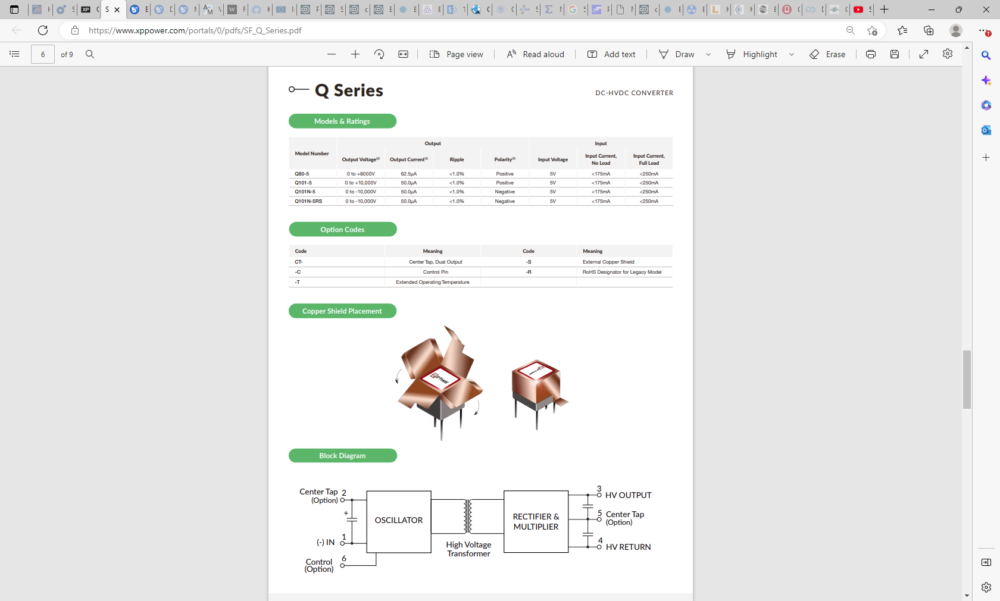 https://www.xppower.com/portals/0/pdfs/SF_Q_Series.pdf
6 of 9
Page view
Read aloud
Add text
Draw
Highlight
Erase
Q Series
DC-HVDC CONVERTER
Models & Ratings
Model Number Output Input
Output Voltage(2) Output Current(1) Ripple Polarity(3) Input Voltage Input Current, No Load Input Current, Full Load
Q80-5 0 to +8000V 62.5µA <1.0% Positive 5V <175mA <250mA
Q101-5 0 to +10,000V 50.0µA <1.0% Positive 5V <175mA <250mA
Q101N-5 0 to -10,000V 50.0µA <1.0% Negative 5V <175mA <250mA
Q101N-5RS 0 to -10,000V 50.0µA <1.0% Negative 5V <175mA <250mA
Option Codes
Code Meaning Code Meaning
CT- Center Tap, Dual Output -S External Copper Shield
-C Control Pin -R RoHS Designator for Legacy Model
-T Extended Operating Temperature
Copper Shield Placement
XP Power
Block Diagram
Center Tap 2
(Option)
+
(-) IN 1
Control 6
(Option)
OSCILLATOR
High Voltage
Transformer
RECTIFIER &
MULTIPLIER
3 HV OUTPUT
5 Center Tap
(Option)
4 HV RETURN